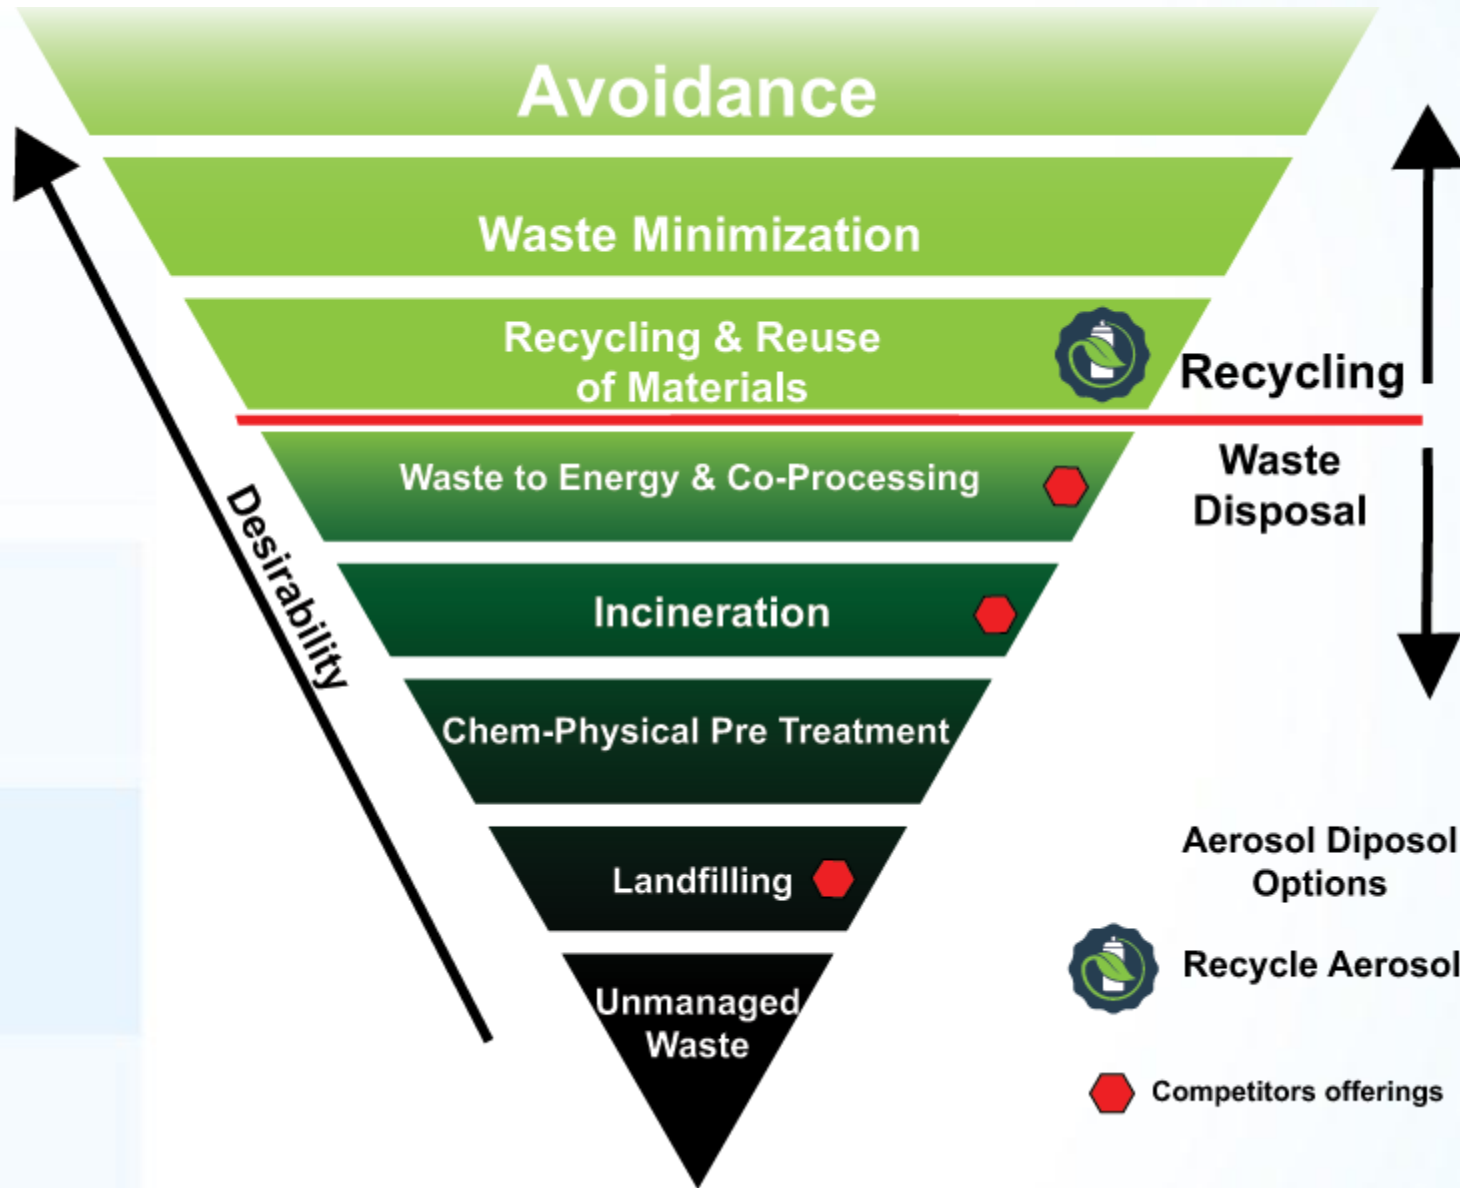 Avoidance
Waste Minimization
Recycling & Reuse
of Materials
Recycling
Waste to Energy & Co-Processing
Waste
Disposal
Desirability
Incineration
Chem-Physical Pre Treatment
Landfilling
Aerosol Diposol
Options
Recycle Aerosol
Unmanaged
Waste
Competitors offerings